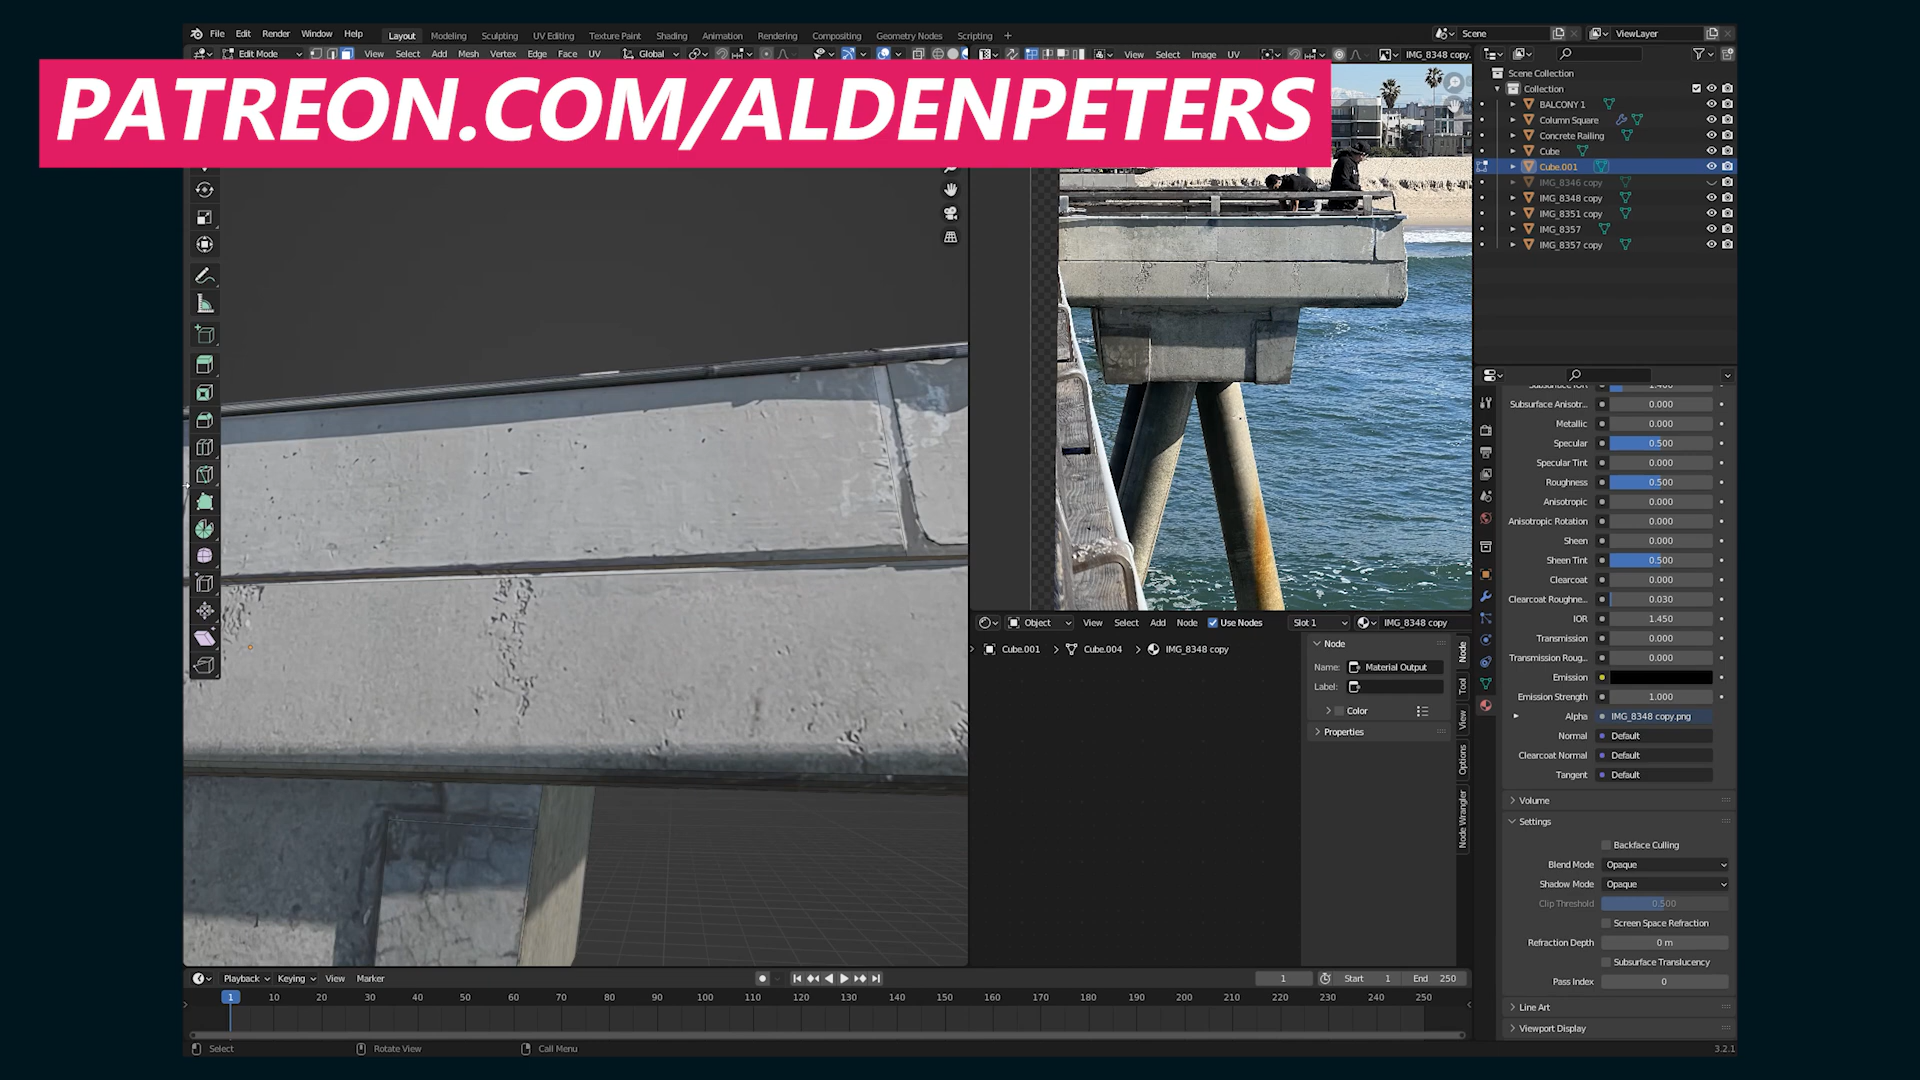 File Edit Render Window Help Layout Modeling Sculpting UV Editing Texture Paint Shading Animation Rendering Compositing Geometry Nodes Scripting + Scene ViewLayer
Edit Mode View Select Add Mesh Vertex Edge Face UV Global View Select Image UV IMG_8348 copy.
PATREON.COM/ALDENPETERS
Scene Collection
Collection
BALCONY 1
Column Square
Concrete Railing
Cube
Cube.001
IMG_8346 copy
IMG_8348 copy
IMG_8351 copy
IMG_8357
IMG_8357 copy
Subsurface Anisotr... 0.000
Metallic 0.000
Specular 0.500
Specular Tint 0.000
Roughness 0.500
Anisotropic 0.000
Anisotropic Rotation 0.000
Sheen 0.000
Sheen Tint 0.500
Clearcoat 0.000
Clearcoat Roughne... 0.030
IOR 1.450
Transmission 0.000
Transmission Roug... 0.000
Emission
Emission Strength 1.000
Alpha IMG_8348 copy.png
Normal Default
Clearcoat Normal Default
Tangent Default
Volume
Settings
Backface Culling
Blend Mode Opaque
Shadow Mode Opaque
Clip Threshold 0.500
Screen Space Refraction
Refraction Depth 0 m
Subsurface Translucency
Pass Index 0
Line Art
Viewport Display
Object View Select Add Node Use Nodes Slot 1 IMG_8348 copy
Cube.001 > Cube.004 > IMG_8348 copy
Node
Name: Material Output
Label:
Color
Properties
Node
Tool
View
Options
Node Wrangler
Playback Keying View Marker 1 Start 1 End 250
1 10 20 30 40 50 60 70 80 90 100 110 120 130 140 150 160 170 180 190 200 210 220 230 240 250
Select Rotate View Call Menu 3.2.1